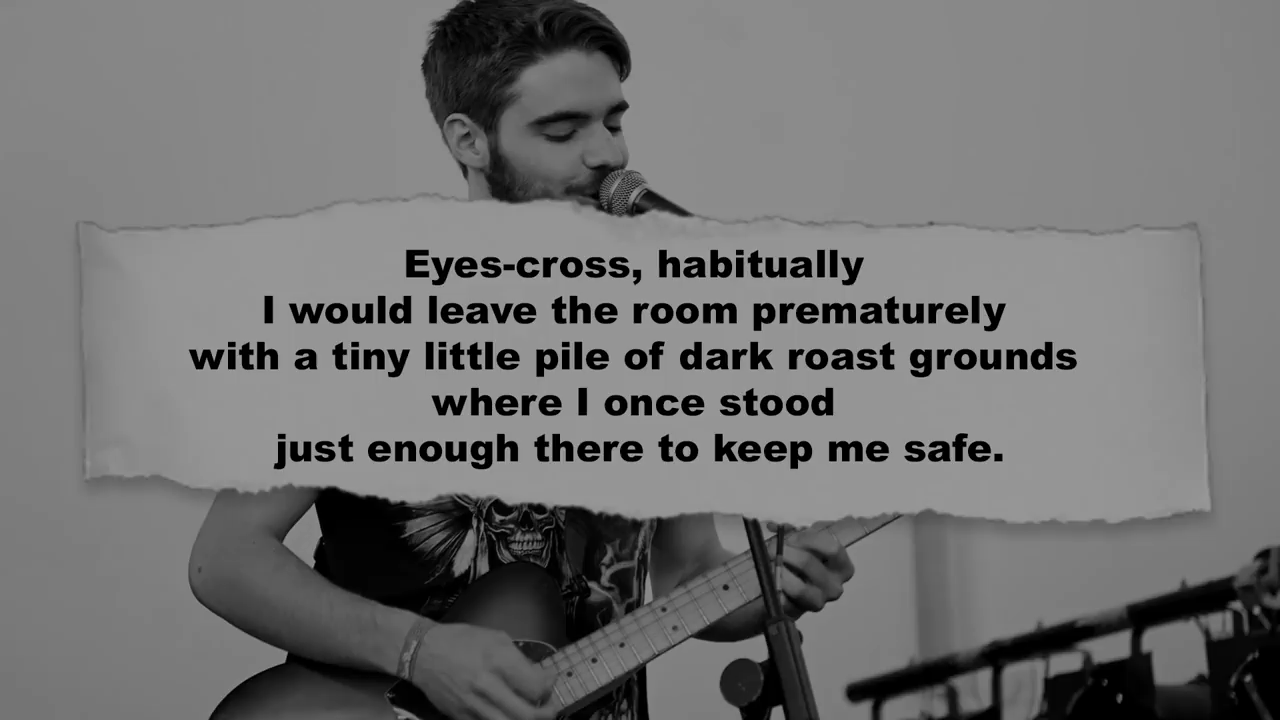 Eyes-cross, habitually
I would leave the room prematurely
with a tiny little pile of dark roast grounds
where I once stood
just enough there to keep me safe.